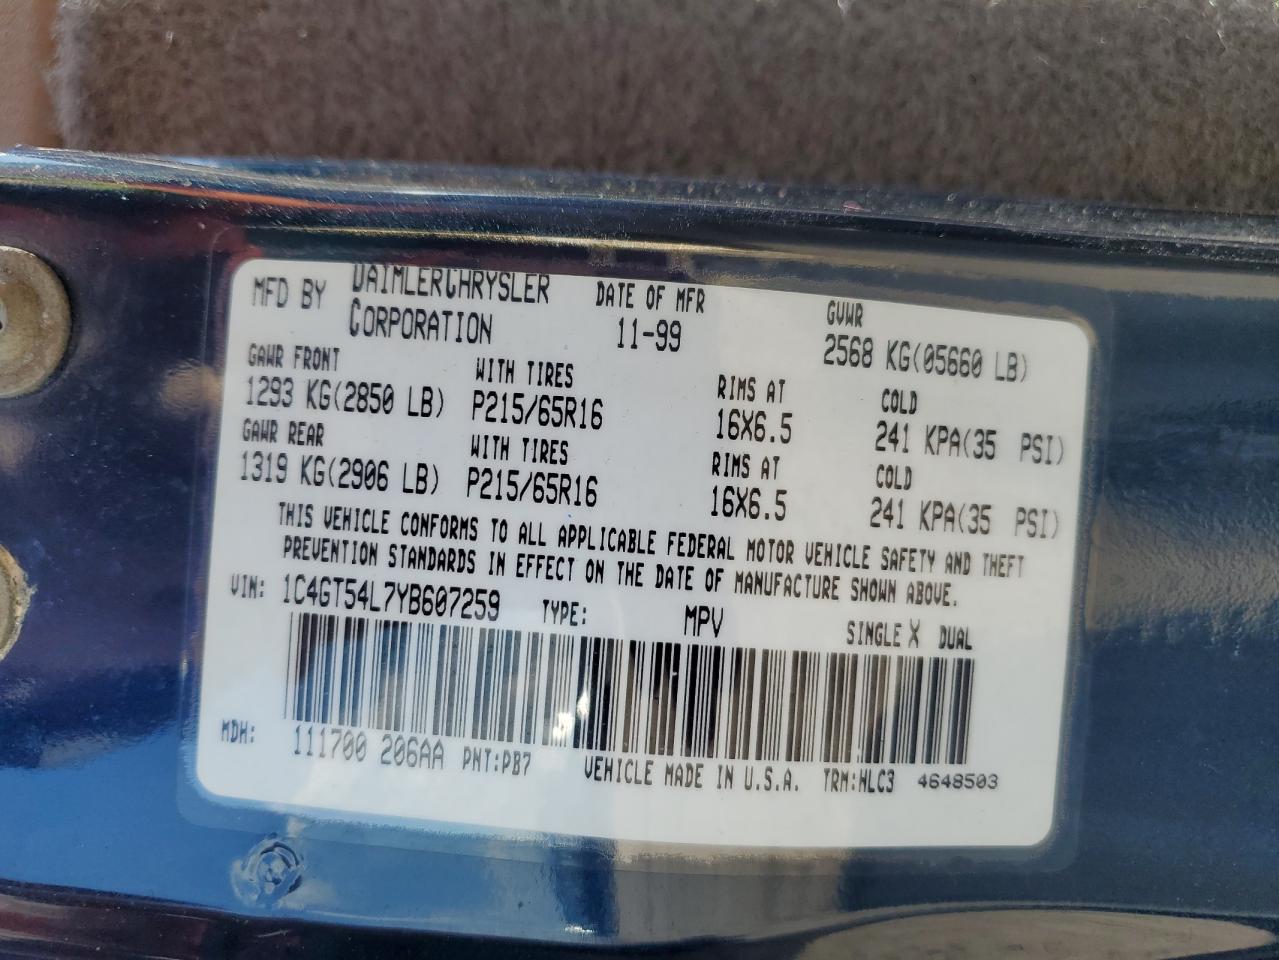 MFD BY DAIMLERCHRYSLER CORPORATION DATE OF MFR 11-99 GVWR 2568 KG(05660 LB)
GAWR FRONT WITH TIRES RIMS AT COLD
1293 KG(2850 LB) P215/65R16 16X6.5 241 KPA(35 PSI)
GAWR REAR WITH TIRES RIMS AT COLD
1319 KG(2906 LB) P215/65R16 16X6.5 241 KPA(35 PSI)
THIS VEHICLE CONFORMS TO ALL APPLICABLE FEDERAL MOTOR VEHICLE SAFETY AND THEFT
PREVENTION STANDARDS IN EFFECT ON THE DATE OF MANUFACTURE SHOWN ABOVE.
VIN: 1C4GT54L7YB607259 TYPE: MPV SINGLE X DUAL
MDH: 111700 206AA PNT:PB7 VEHICLE MADE IN U.S.A. TRM:HLC3 4648503